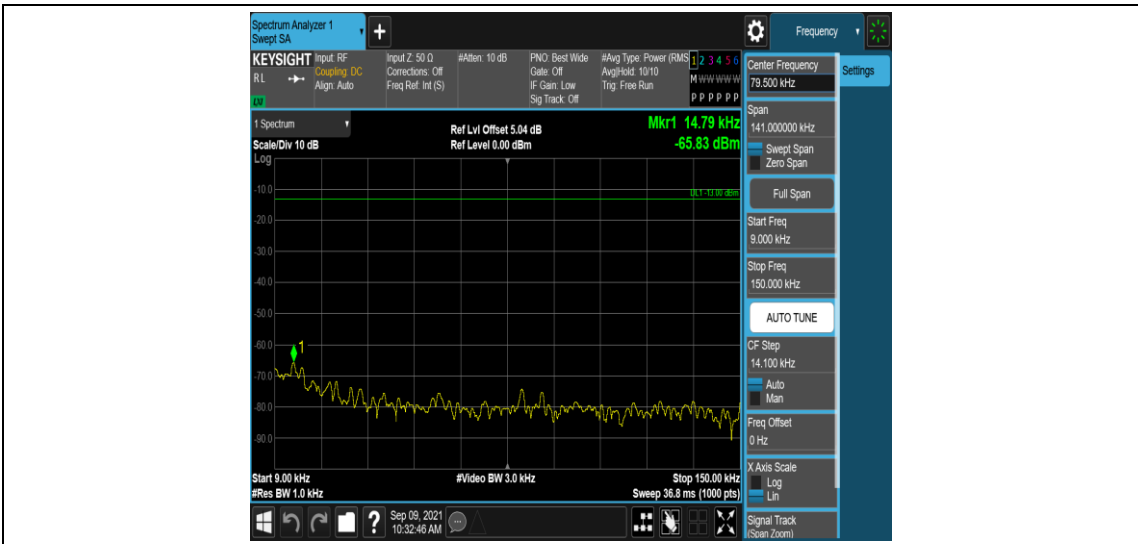 Spectrum Analyzer 1
Swept SA
+
Frequency
KEYSIGHT
RL
LXI
Input: RF
Coupling: DC
Align: Auto
Input Z: 50 Ω
Corrections: Off
Freq Ref: Int (S)
#Atten: 10 dB
PNO: Best Wide
Gate: Off
IF Gain: Low
Sig Track: Off
#Avg Type: Power (RMS
Avg|Hold: 10/10
Trig: Free Run
1 2 3 4 5 6
M W W W W W
P P P P P P
1 Spectrum
Scale/Div 10 dB
Log
Ref Lvl Offset 5.04 dB
Ref Level 0.00 dBm
Mkr1 14.79 kHz
-65.83 dBm
DL1 -13.00 dBm
-10.0
-20.0
-30.0
-40.0
-50.0
-60.0
-70.0
-80.0
-90.0
1
Start 9.00 kHz
#Res BW 1.0 kHz
#Video BW 3.0 kHz
Stop 150.00 kHz
Sweep 36.8 ms (1000 pts)
?
Sep 09, 2021
10:32:46 AM
Center Frequency
79.500 kHz
Settings
Span
141.000000 kHz
Swept Span
Zero Span
Full Span
Start Freq
9.000 kHz
Stop Freq
150.000 kHz
AUTO TUNE
CF Step
14.100 kHz
Auto
Man
Freq Offset
0 Hz
X Axis Scale
Log
Lin
Signal Track
(Span Zoom)